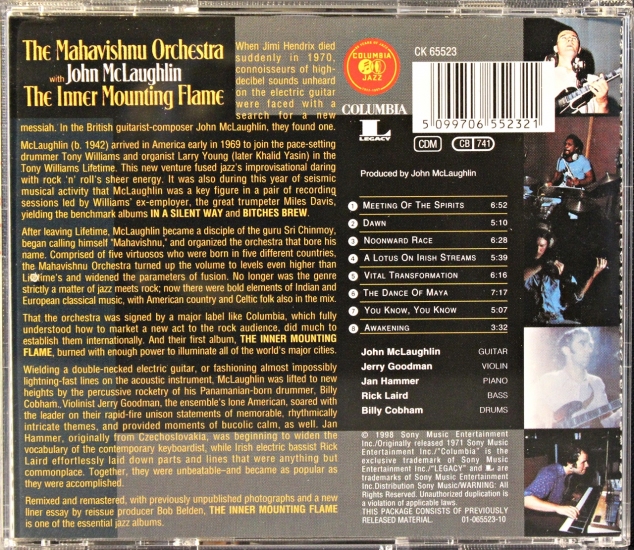 The Mahavishnu Orchestra
with John McLaughlin
The Inner Mounting Flame
When Jimi Hendrix died
suddenly in 1970,
connoisseurs of high-
decibel sounds unheard
on the electric guitar
were faced with a
search for a new
messiah. In the British guitarist-composer John McLaughlin, they found one.
McLaughlin (b. 1942) arrived in America early in 1969 to join the pace-setting
drummer Tony Williams and organist Larry Young (later Khalid Yasin) in the
Tony Williams Lifetime. This new venture fused jazz's improvisational daring
with rock 'n' roll's sheer energy. It was also during this year of seismic
musical activity that McLaughlin was a key figure in a pair of recording
sessions led by Williams' ex-employer, the great trumpeter Miles Davis,
yielding the benchmark albums IN A SILENT WAY and BITCHES BREW.
After leaving Lifetime, McLaughlin became a disciple of the guru Sri Chinmoy,
began calling himself "Mahavishnu," and organized the orchestra that bore his
name. Comprised of five virtuosos who were born in five different countries,
the Mahavishnu Orchestra turned up the volume to levels even higher than
Lifetime's and widened the parameters of fusion. No longer was the genre
strictly a matter of jazz meets rock; now there were bold elements of Indian and
European classical music, with American country and Celtic folk also in the mix.
That the orchestra was signed by a major label like Columbia, which fully
understood how to market a new act to the rock audience, did much to
establish them internationally. And their first album, THE INNER MOUNTING
FLAME, burned with enough power to illuminate all of the world's major cities.
Wielding a double-necked electric guitar, or fashioning almost impossibly
lightning-fast lines on the acoustic instrument, McLaughlin was lifted to new
heights by the percussive rocketry of his Panamanian-born drummer, Billy
Cobham. Violinist Jerry Goodman, the ensemble's lone American, soared with
the leader on their rapid-fire unison statements of memorable, rhythmically
intricate themes, and provided moments of bucolic calm, as well. Jan
Hammer, originally from Czechoslovakia, was beginning to widen the
vocabulary of the contemporary keyboardist, while Irish electric bassist Rick
Laird effortlessly laid down parts and lines that were anything but
commonplace. Together, they were unbeatable–and became as popular as
they were accomplished.
Remixed and remastered, with previously unpublished photographs and a new
liner essay by reissue producer Bob Belden, THE INNER MOUNTING FLAME
is one of the essential jazz albums.
COLUMBIA
JAZZ
COLUMBIA
L
LEGACY
CK 65523
5 099706 552321
CDM
CB 741
Produced by John McLaughlin
1 MEETING OF THE SPIRITS 6:52
2 DAWN 5:10
3 NOONWARD RACE 6:28
4 A LOTUS ON IRISH STREAMS 5:39
5 VITAL TRANSFORMATION 6:16
6 THE DANCE OF MAYA 7:17
7 YOU KNOW, YOU KNOW 5:07
8 AWAKENING 3:32
John McLaughlin GUITAR
Jerry Goodman VIOLIN
Jan Hammer PIANO
Rick Laird BASS
Billy Cobham DRUMS
℗ © 1998 Sony Music Entertainment
Inc./Originally released 1971 Sony Music
Entertainment Inc./"Columbia" is the
exclusive trademark of Sony Music
Entertainment Inc./"LEGACY" and L are
trademarks of Sony Music Entertainment
Inc.Distribution Sony Music/WARNING: All
Rights Reserved. Unauthorized duplication is
a violation of applicable laws.
THIS PACKAGE CONSISTS OF PREVIOUSLY
RELEASED MATERIAL. 01-065523-10